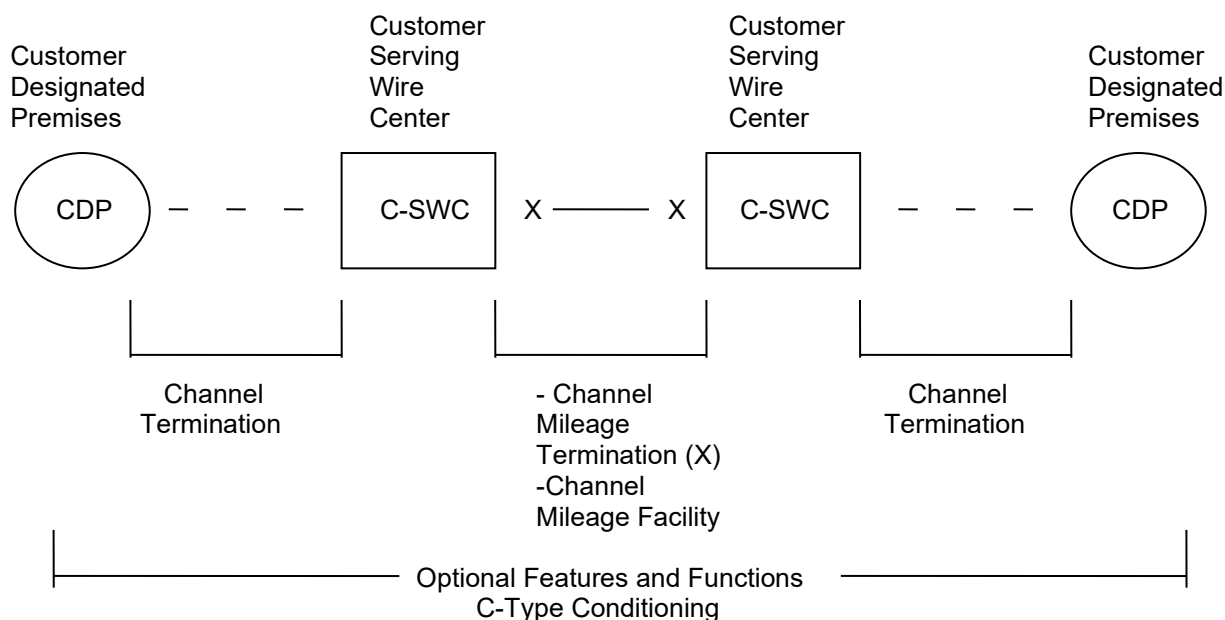 Customer
Designated
Premises
Customer
Serving
Wire
Center
Customer
Serving
Wire
Center
Customer
Designated
Premises
CDP
C-SWC
X
X
C-SWC
CDP
Channel
Termination
- Channel
Mileage
Termination (X)
-Channel
Mileage Facility
Channel
Termination
Optional Features and Functions
C-Type Conditioning